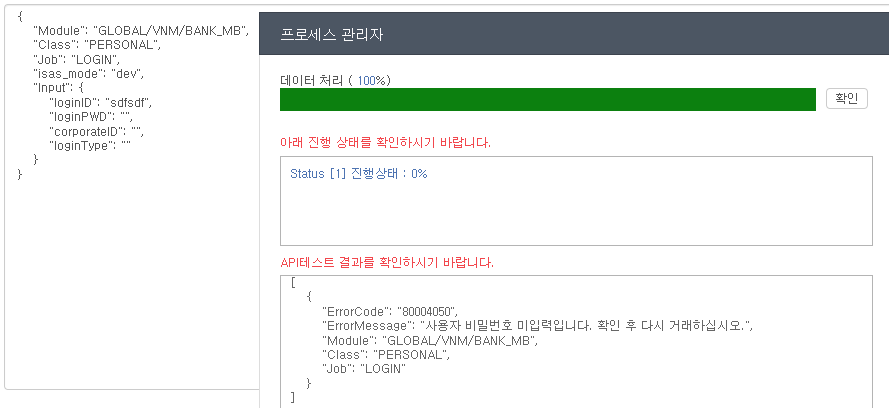 {
"Module": "GLOBAL/VNM/BANK_MB",
"Class": "PERSONAL",
"Job": "LOGIN",
"isas_mode": "dev",
"Input": {
"loginID": "sdfsdf",
"loginPWD": "",
"corporateID": "",
"loginType": ""
}
}
프로세스 관리자
데이터 처리 ( 100%)
확인
아래 진행 상태를 확인하시기 바랍니다.
Status [1] 진행상태 : 0%
API테스트 결과를 확인하시기 바랍니다.
[
{
"ErrorCode": "80004050",
"ErrorMessage": "사용자 비밀번호 미입력입니다. 확인 후 다시 거래하십시오.",
"Module": "GLOBAL/VNM/BANK_MB",
"Class": "PERSONAL",
"Job": "LOGIN"
}
]